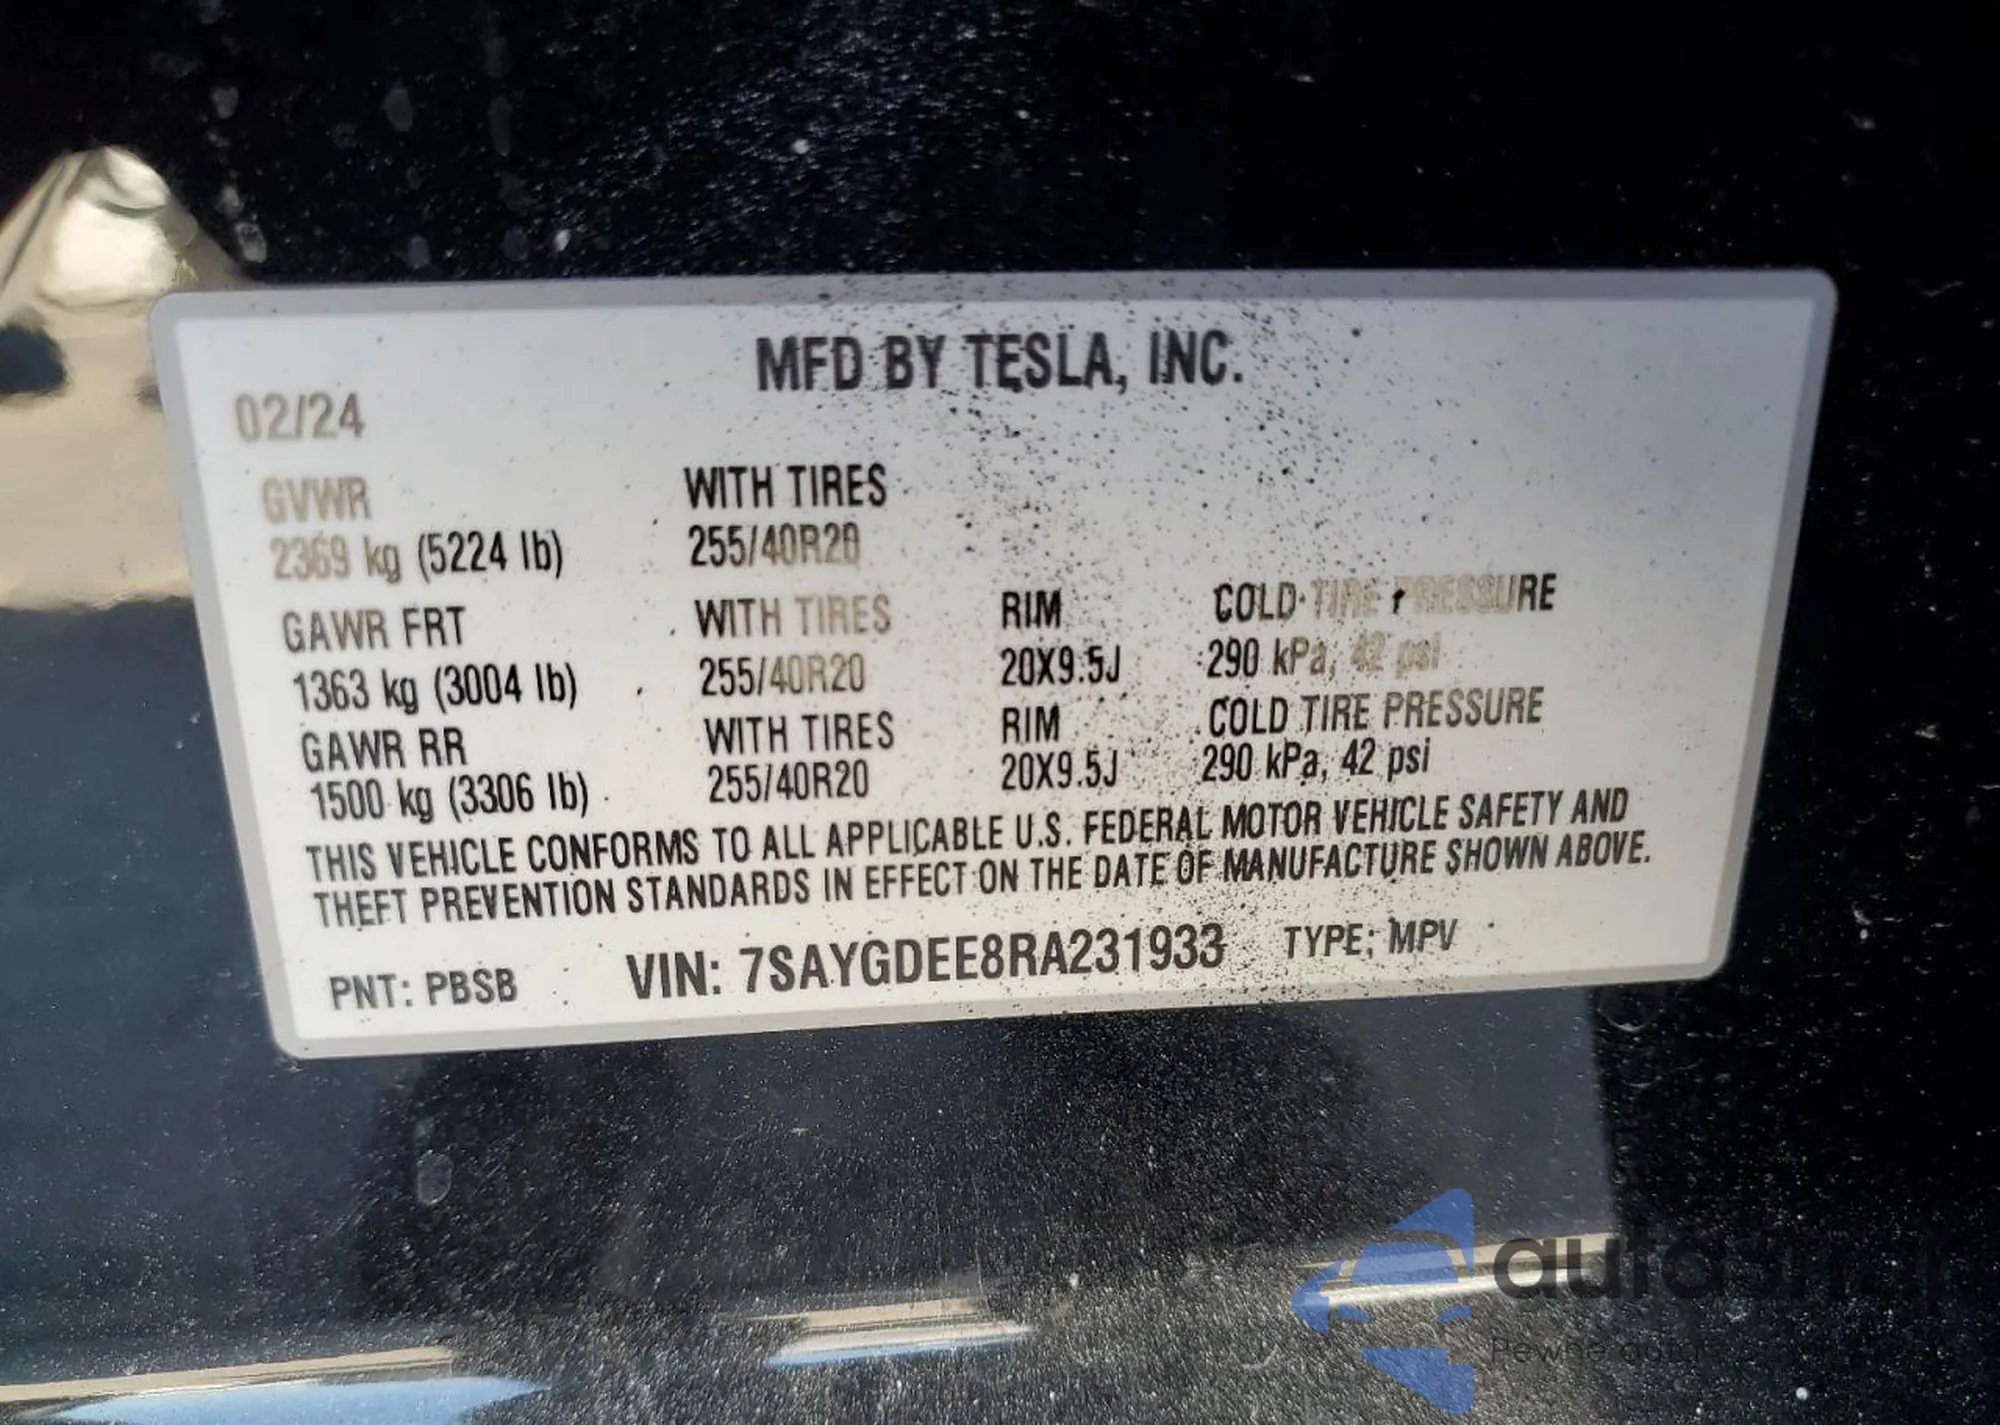 MFD BY TESLA, INC.
02/24
GVWR WITH TIRES
2369 kg (5224 lb) 255/40R20
GAWR FRT WITH TIRES RIM COLD TIRE PRESSURE
1363 kg (3004 lb) 255/40R20 20X9.5J 290 kPa, 42 psi
GAWR RR WITH TIRES RIM COLD TIRE PRESSURE
1500 kg (3306 lb) 255/40R20 20X9.5J 290 kPa, 42 psi
THIS VEHICLE CONFORMS TO ALL APPLICABLE U.S. FEDERAL MOTOR VEHICLE SAFETY AND
THEFT PREVENTION STANDARDS IN EFFECT ON THE DATE OF MANUFACTURE SHOWN ABOVE.
PNT: PBSB VIN: 7SAYGDEE8RA231933 TYPE: MPV